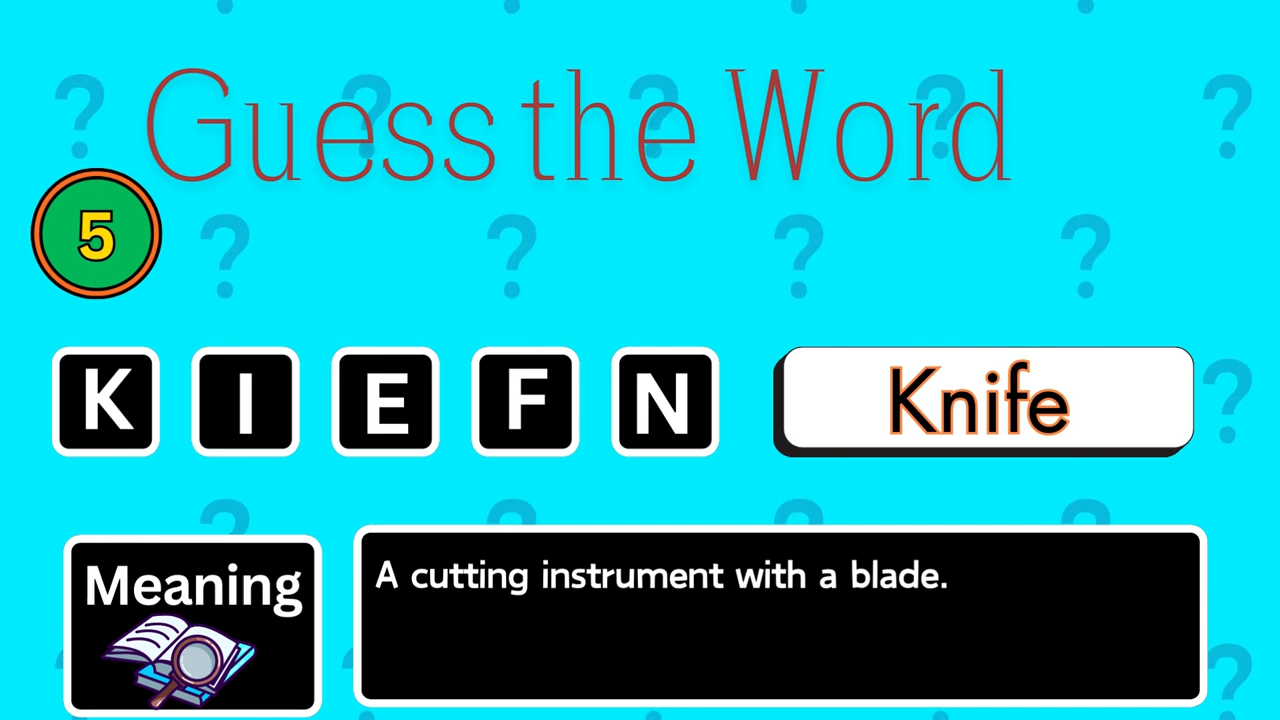 Guess the Word
5
K I E F N
Knife
Meaning
A cutting instrument with a blade.